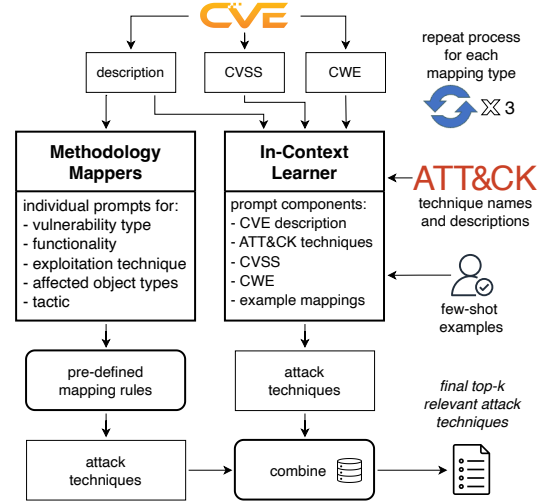 CVE
description
CVSS
CWE
repeat process
for each
mapping type
X 3
Methodology
Mappers
individual prompts for:
- vulnerability type
- functionality
- exploitation technique
- affected object types
- tactic
In-Context
Learner
prompt components:
- CVE description
- ATT&CK techniques
- CVSS
- CWE
- example mappings
ATT&CK
technique names
and descriptions
few-shot
examples
pre-defined
mapping rules
attack
techniques
attack
techniques
combine
final top-k
relevant attack
techniques